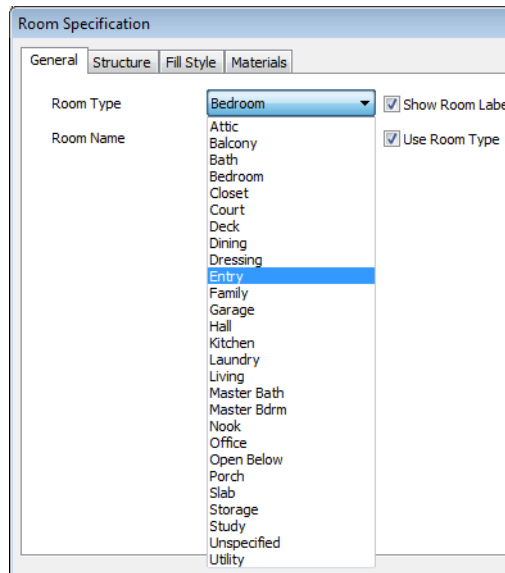 Room Specification
General Structure Fill Style Materials
Room Type Bedroom Show Room Labe
Room Name Use Room Type
Attic
Balcony
Bath
Bedroom
Closet
Court
Deck
Dining
Dressing
Entry
Family
Garage
Hall
Kitchen
Laundry
Living
Master Bath
Master Bdrm
Nook
Office
Open Below
Porch
Slab
Storage
Study
Unspecified
Utility